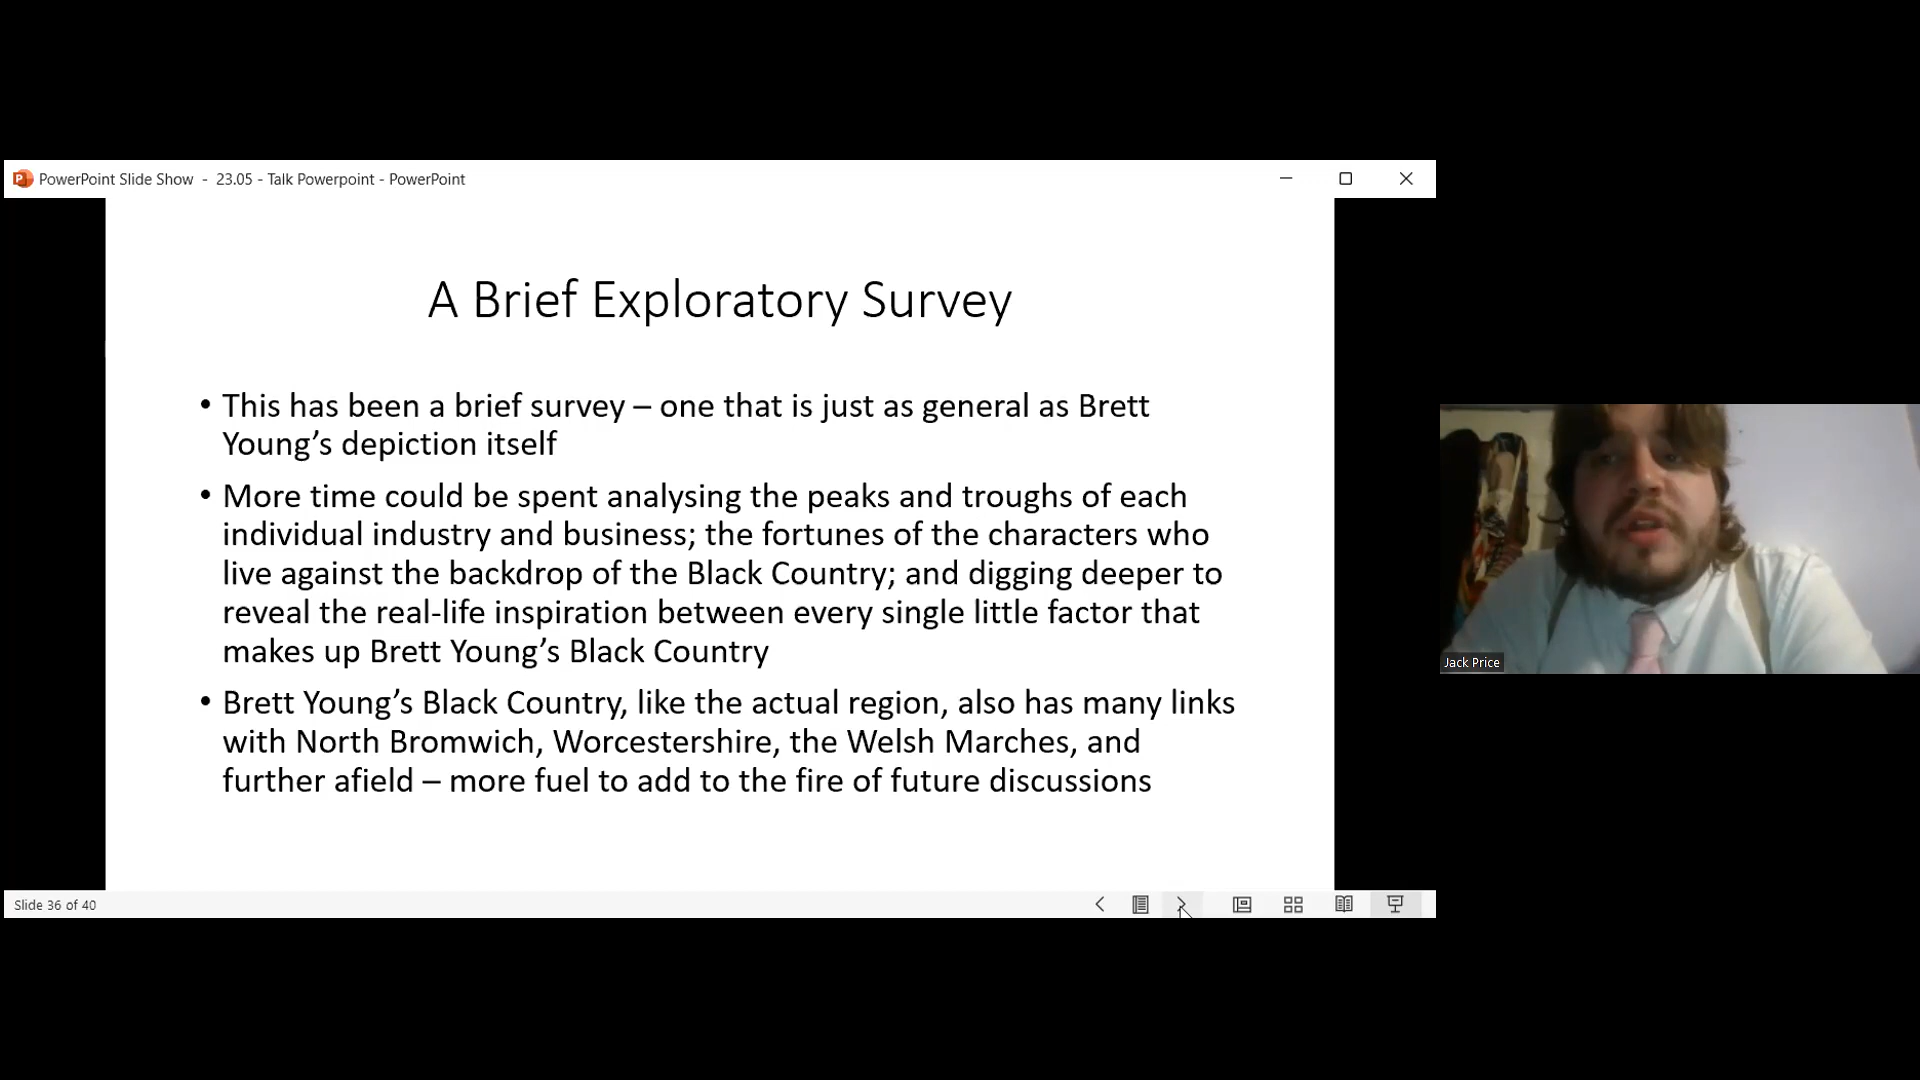 PowerPoint Slide Show - 23.05 - Talk Powerpoint - PowerPoint
A Brief Exploratory Survey
• This has been a brief survey – one that is just as general as Brett
Young’s depiction itself
• More time could be spent analysing the peaks and troughs of each
individual industry and business; the fortunes of the characters who
live against the backdrop of the Black Country; and digging deeper to
reveal the real-life inspiration between every single little factor that
makes up Brett Young’s Black Country
• Brett Young’s Black Country, like the actual region, also has many links
with North Bromwich, Worcestershire, the Welsh Marches, and
further afield – more fuel to add to the fire of future discussions
Slide 36 of 40
Jack Price